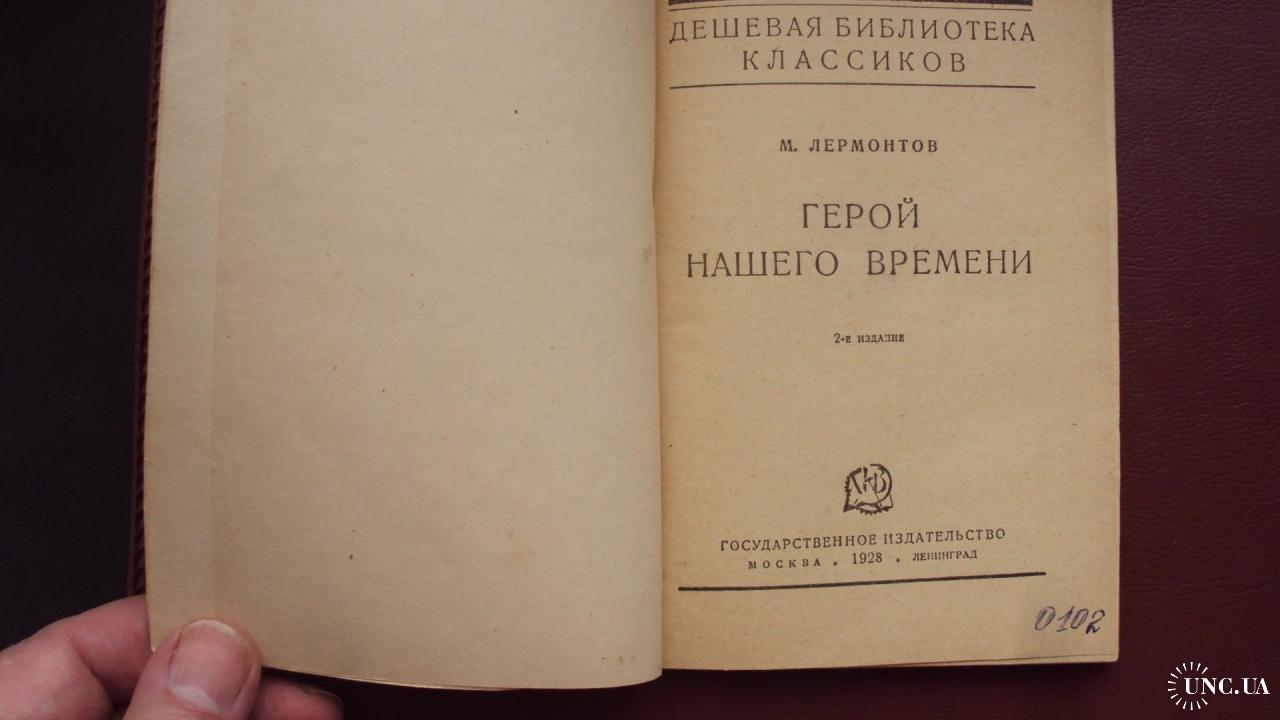 ДЕШЕВАЯ БИБЛИОТЕКА
КЛАССИКОВ
М. ЛЕРМОНТОВ
ГЕРОЙ
НАШЕГО ВРЕМЕНИ
2-е ИЗДАНИЕ
ГОСУДАРСТВЕННОЕ ИЗДАТЕЛЬСТВО
МОСКВА . 1928 . ЛЕНИНГРАД
0102
UNC.UA